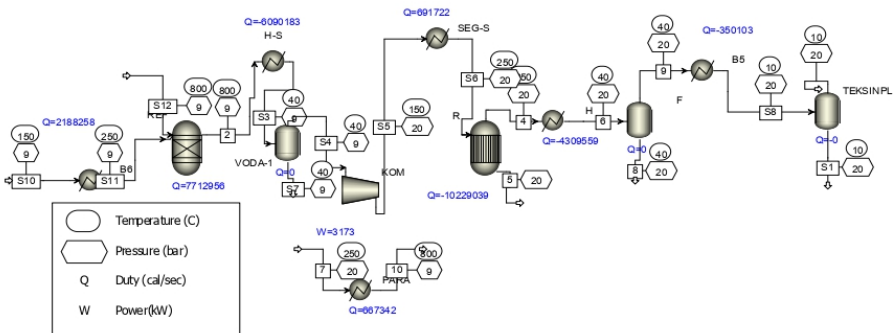 Q=-6090183
H-S
Q=691722
SEG-S
Q=-350103
B5
TEKSINPL
Q=2188258
150
9
S10
250
9
S11
B6
S12
800
9
Q=7712956
800
9
2
S3
40
9
VODA-1
Q=0
S7
40
9
S4
40
9
KOM
W=3173
S5
150
20
S6
250
20
R
Q=-10229039
5
20
4
20
H
Q=-4309559
6
40
20
Q=0
8
40
20
9
40
20
F
S8
10
20
10
20
Q=-0
S1
10
20
7
250
20
Q=667342
10
800
9
PARA
Temperature (C)
Pressure (bar)
Q Duty (cal/sec)
W Power(kW)